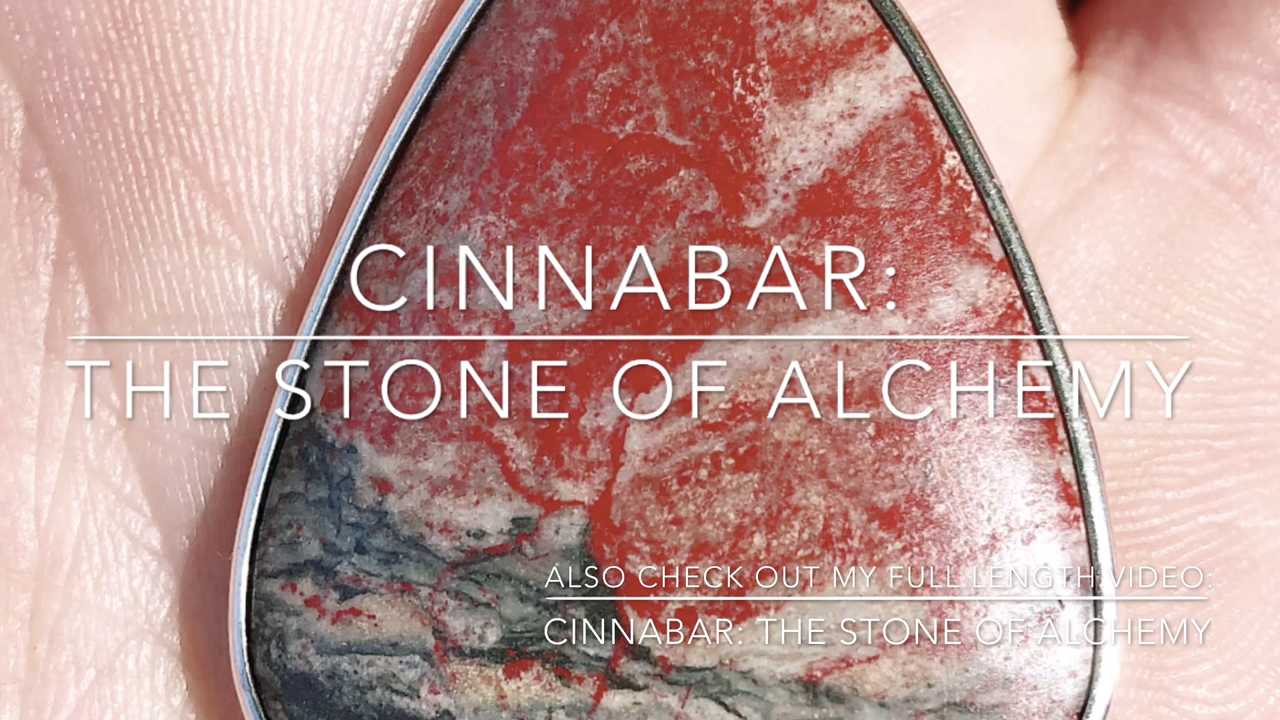 CINNABAR:
THE STONE OF ALCHEMY
ALSO CHECK OUT MY FULL LENGTH VIDEO:
CINNABAR: THE STONE OF ALCHEMY